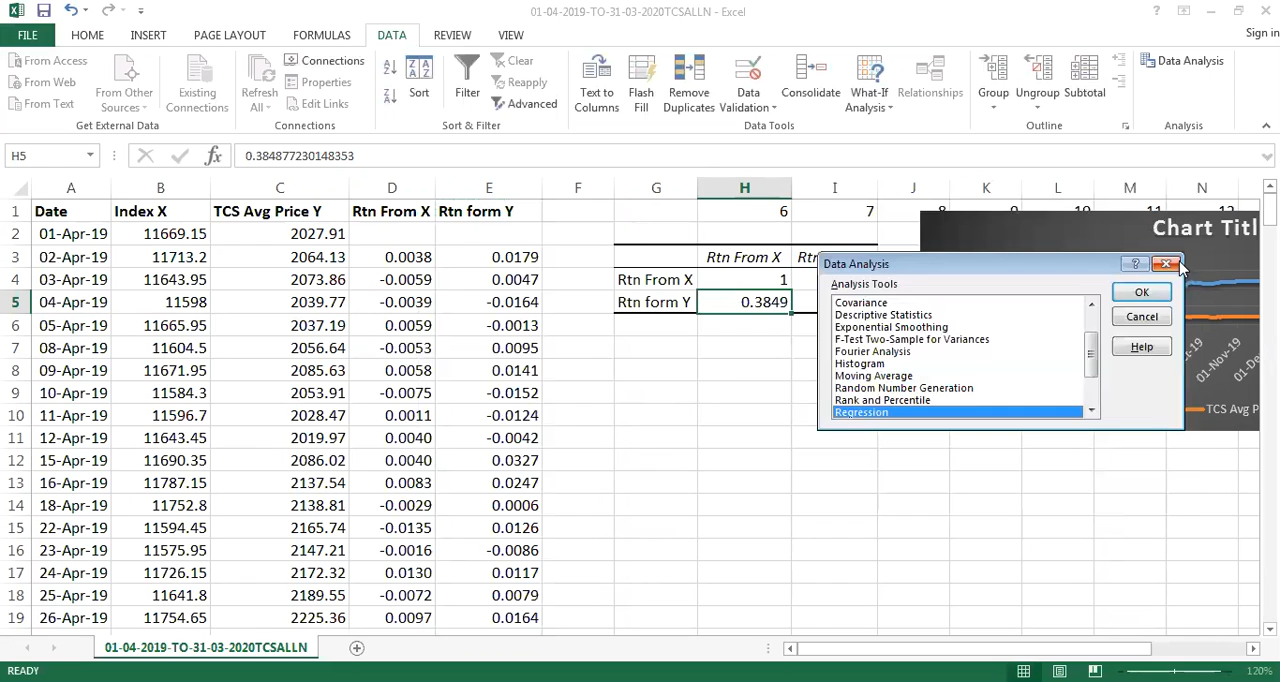 01-04-2019-TO-31-03-2020TCSALLN - Excel
FILE HOME INSERT PAGE LAYOUT FORMULAS DATA REVIEW VIEW Sign in
From Access
From Web
From Text
From Other Sources
Existing Connections
Get External Data
Refresh All
Connections
Properties
Edit Links
Connections
Sort
Filter
Clear
Reapply
Advanced
Sort & Filter
Text to Columns
Flash Fill
Remove Duplicates
Data Validation
Consolidate
What-If Analysis
Relationships
Data Tools
Group
Ungroup
Subtotal
Outline
Data Analysis
Analysis
H5 fx 0.384877230148353
A B C D E F G H I J K L M N
1 Date Index X TCS Avg Price Y Rtn From X Rtn form Y 6 7 8 9 10 11 12
2 01-Apr-19 11669.15 2027.91
3 02-Apr-19 11713.2 2064.13 0.0038 0.0179 Rtn From X
4 03-Apr-19 11643.95 2073.86 -0.0059 0.0047 Rtn From X 1
5 04-Apr-19 11598 2039.77 -0.0039 -0.0164 Rtn form Y 0.3849
6 05-Apr-19 11665.95 2037.19 0.0059 -0.0013
7 08-Apr-19 11604.5 2056.64 -0.0053 0.0095
8 09-Apr-19 11671.95 2085.63 0.0058 0.0141
9 10-Apr-19 11584.3 2053.91 -0.0075 -0.0152
10 11-Apr-19 11596.7 2028.47 0.0011 -0.0124
11 12-Apr-19 11643.45 2019.97 0.0040 -0.0042
12 15-Apr-19 11690.35 2086.02 0.0040 0.0327
13 16-Apr-19 11787.15 2137.54 0.0083 0.0247
14 18-Apr-19 11752.8 2138.81 -0.0029 0.0006
15 22-Apr-19 11594.45 2165.74 -0.0135 0.0126
16 23-Apr-19 11575.95 2147.21 -0.0016 -0.0086
17 24-Apr-19 11726.15 2172.32 0.0130 0.0117
18 25-Apr-19 11641.8 2189.55 -0.0072 0.0079
19 26-Apr-19 11754.65 2225.36 0.0097 0.0164
Chart Titl
Data Analysis
Analysis Tools
Covariance
Descriptive Statistics
Exponential Smoothing
F-Test Two-Sample for Variances
Fourier Analysis
Histogram
Moving Average
Random Number Generation
Rank and Percentile
Regression
OK
Cancel
Help
01-Nov-19
TCS Avg P
01-04-2019-TO-31-03-2020TCSALLN
READY 120%